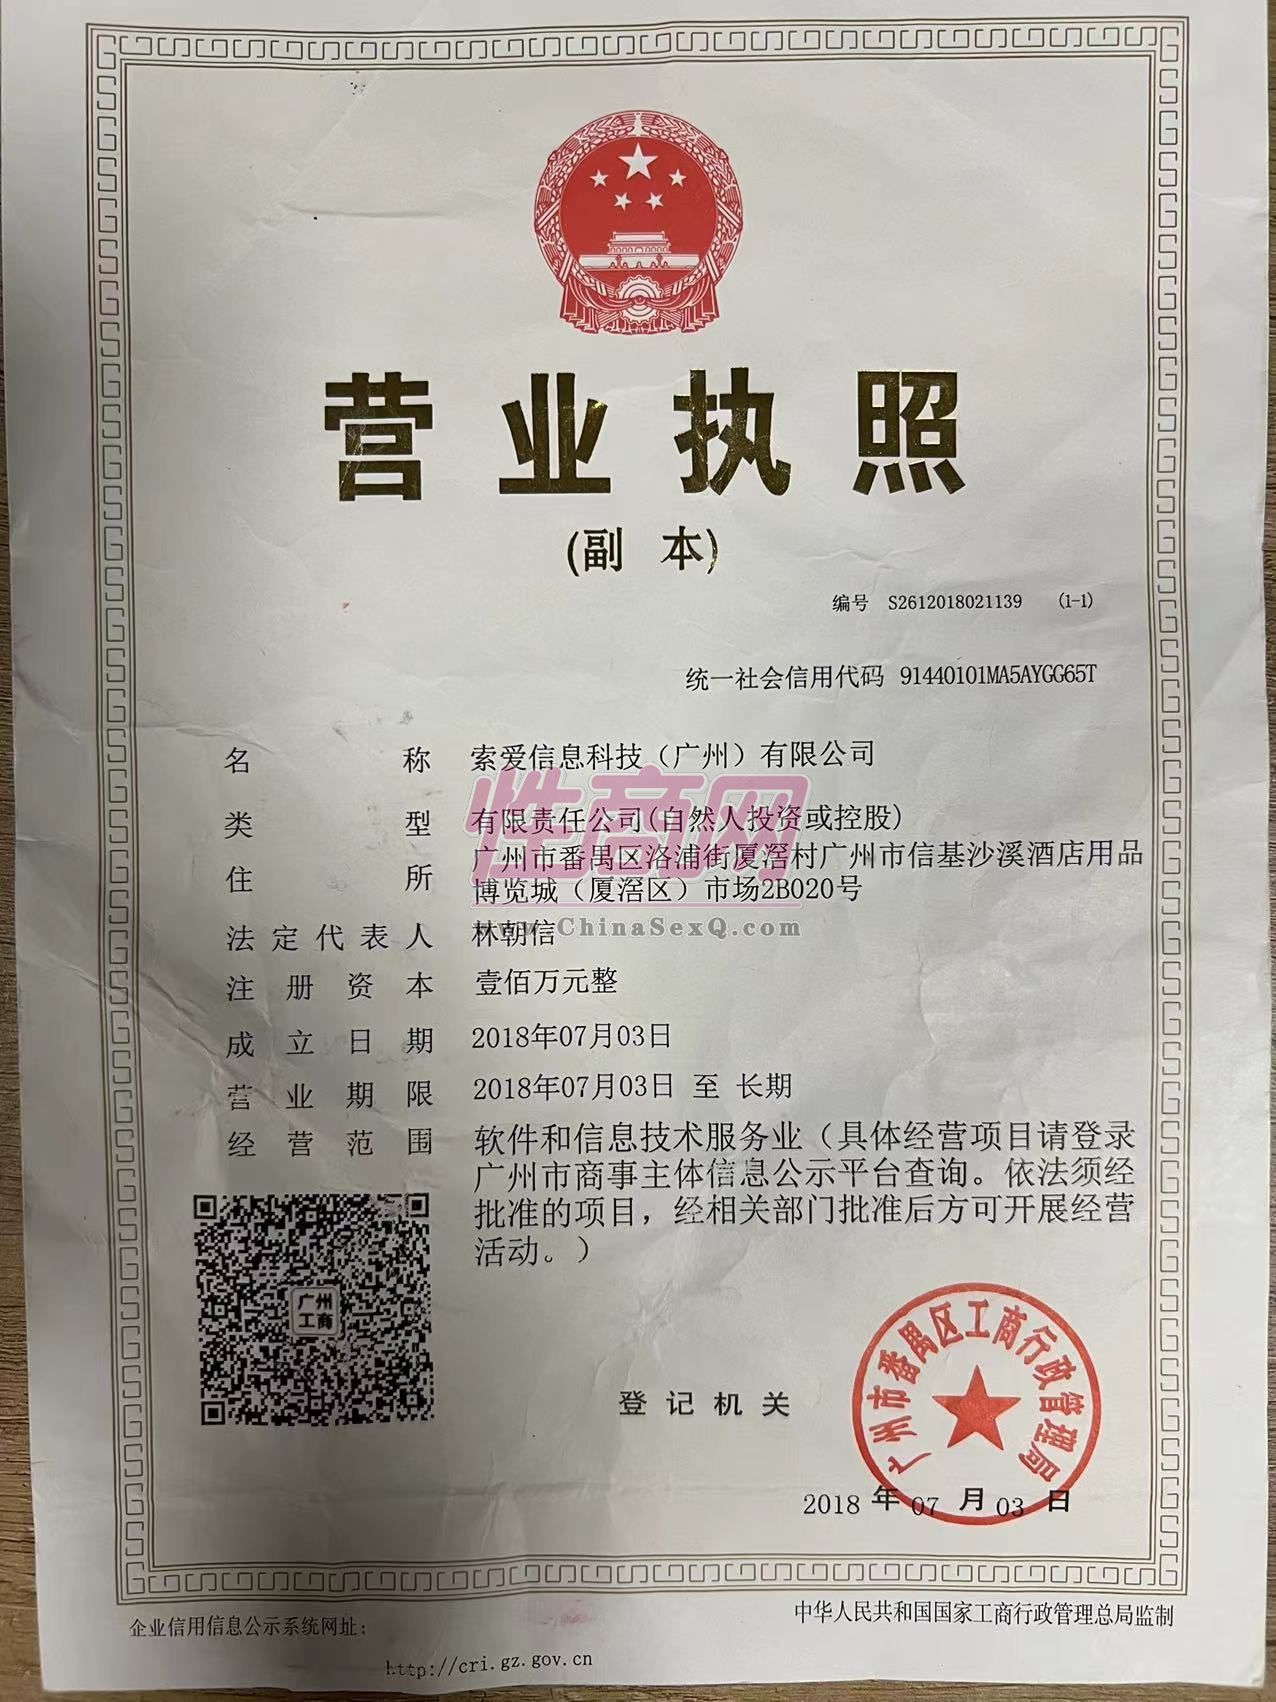 营业执照
(副 本)
编号 S2612018021139 (1-1)
统一社会信用代码 91440101MA5AYGG65T
名称 索爱信息科技（广州）有限公司
类型 有限责任公司(自然人投资或控股)
住所 广州市番禺区洛浦街厦滘村广州市信基沙溪酒店用品
博览城（厦滘区）市场2B020号
性商网
www.ChinaSexQ.com
法定代表人 林朝信
注册资本 壹佰万元整
成立日期 2018年07月03日
营业期限 2018年07月03日 至 长期
经营范围 软件和信息技术服务业（具体经营项目请登录
广州市商事主体信息公示平台查询。依法须经
批准的项目，经相关部门批准后方可开展经营
活动。）
广州
工商
登记机关
广州市番禺区工商行政管理局
2018 年 07 月 03 日
企业信用信息公示系统网址：
http://cri.gz.gov.cn
中华人民共和国国家工商行政管理总局监制